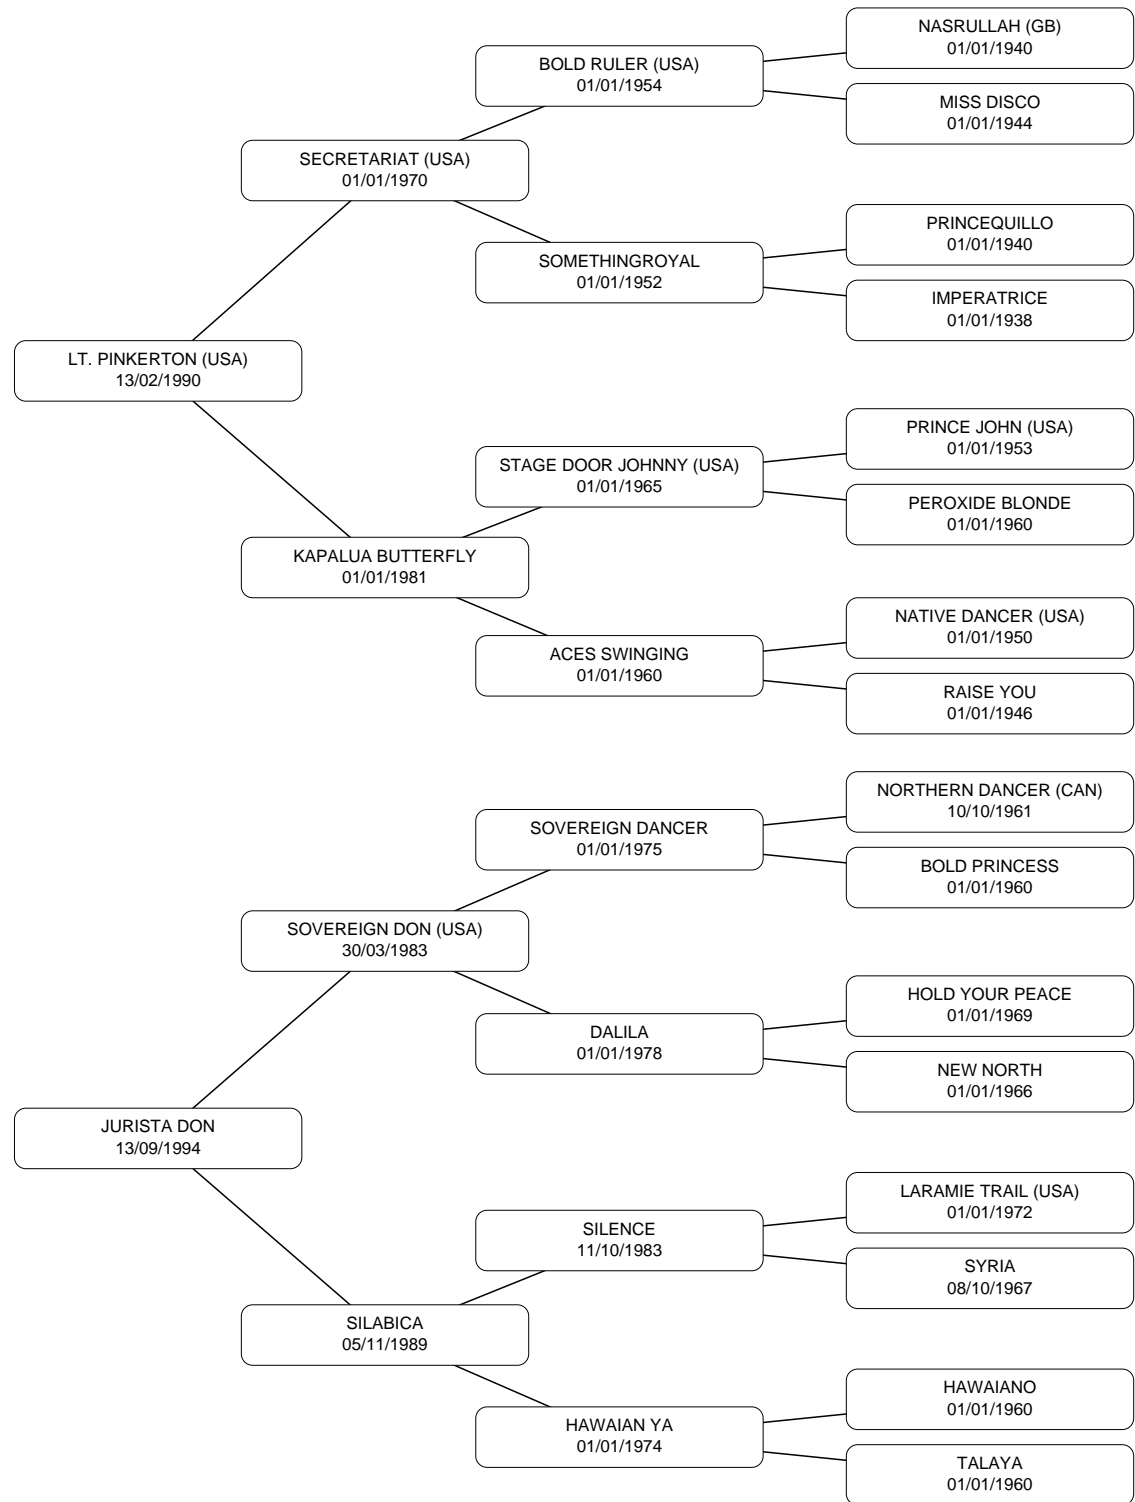 NASRULLAH (GB)
01/01/1940
BOLD RULER (USA)
01/01/1954
MISS DISCO
01/01/1944
SECRETARIAT (USA)
01/01/1970
PRINCEQUILLO
01/01/1940
SOMETHINGROYAL
01/01/1952
IMPERATRICE
01/01/1938
LT. PINKERTON (USA)
13/02/1990
PRINCE JOHN (USA)
01/01/1953
STAGE DOOR JOHNNY (USA)
01/01/1965
PEROXIDE BLONDE
01/01/1960
KAPALUA BUTTERFLY
01/01/1981
NATIVE DANCER (USA)
01/01/1950
ACES SWINGING
01/01/1960
RAISE YOU
01/01/1946
NORTHERN DANCER (CAN)
10/10/1961
SOVEREIGN DANCER
01/01/1975
BOLD PRINCESS
01/01/1960
SOVEREIGN DON (USA)
30/03/1983
HOLD YOUR PEACE
01/01/1969
DALILA
01/01/1978
NEW NORTH
01/01/1966
JURISTA DON
13/09/1994
LARAMIE TRAIL (USA)
01/01/1972
SILENCE
11/10/1983
SYRIA
08/10/1967
SILABICA
05/11/1989
HAWAIANO
01/01/1960
HAWAIAN YA
01/01/1974
TALAYA
01/01/1960